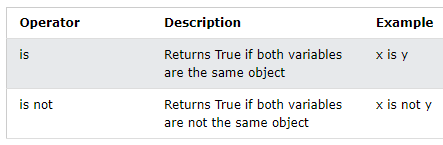 Operator Description Example
is Returns True if both variables x is y
are the same object
is not Returns True if both variables x is not y
are not the same object